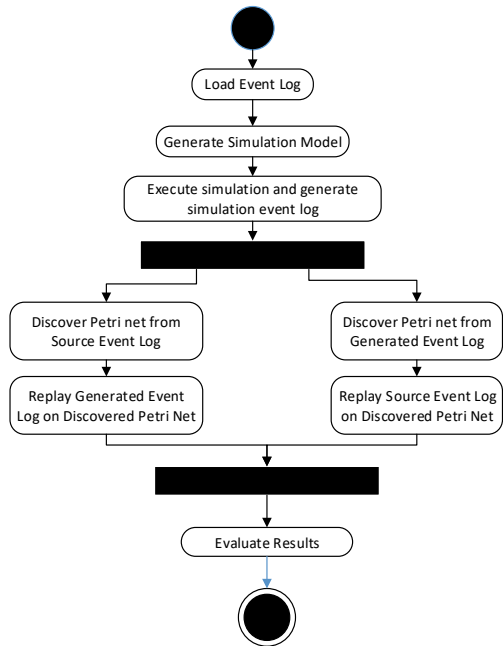 Load Event Log
Generate Simulation Model
Execute simulation and generate
simulation event log
Discover Petri net from
Source Event Log
Discover Petri net from
Generated Event Log
Replay Generated Event
Log on Discovered Petri Net
Replay Source Event Log
on Discovered Petri Net
Evaluate Results